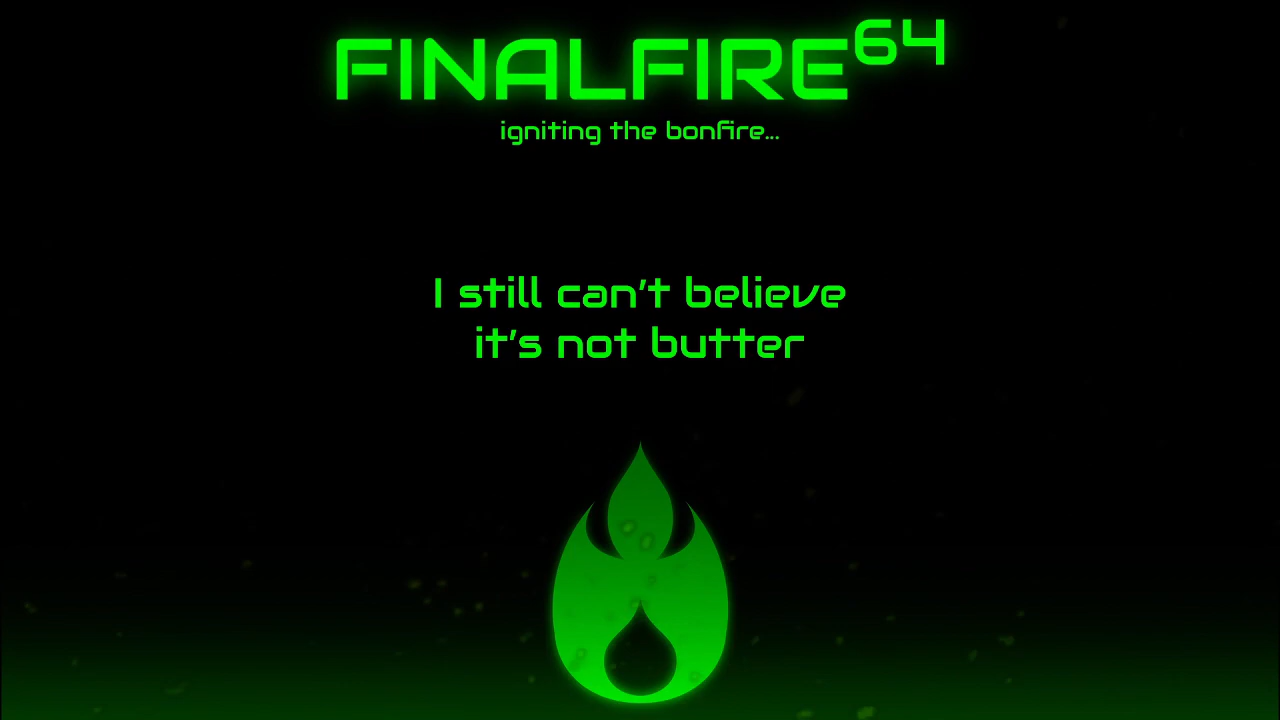 FINALFIRE64
igniting the bonfire...
I still can't believe
it's not butter